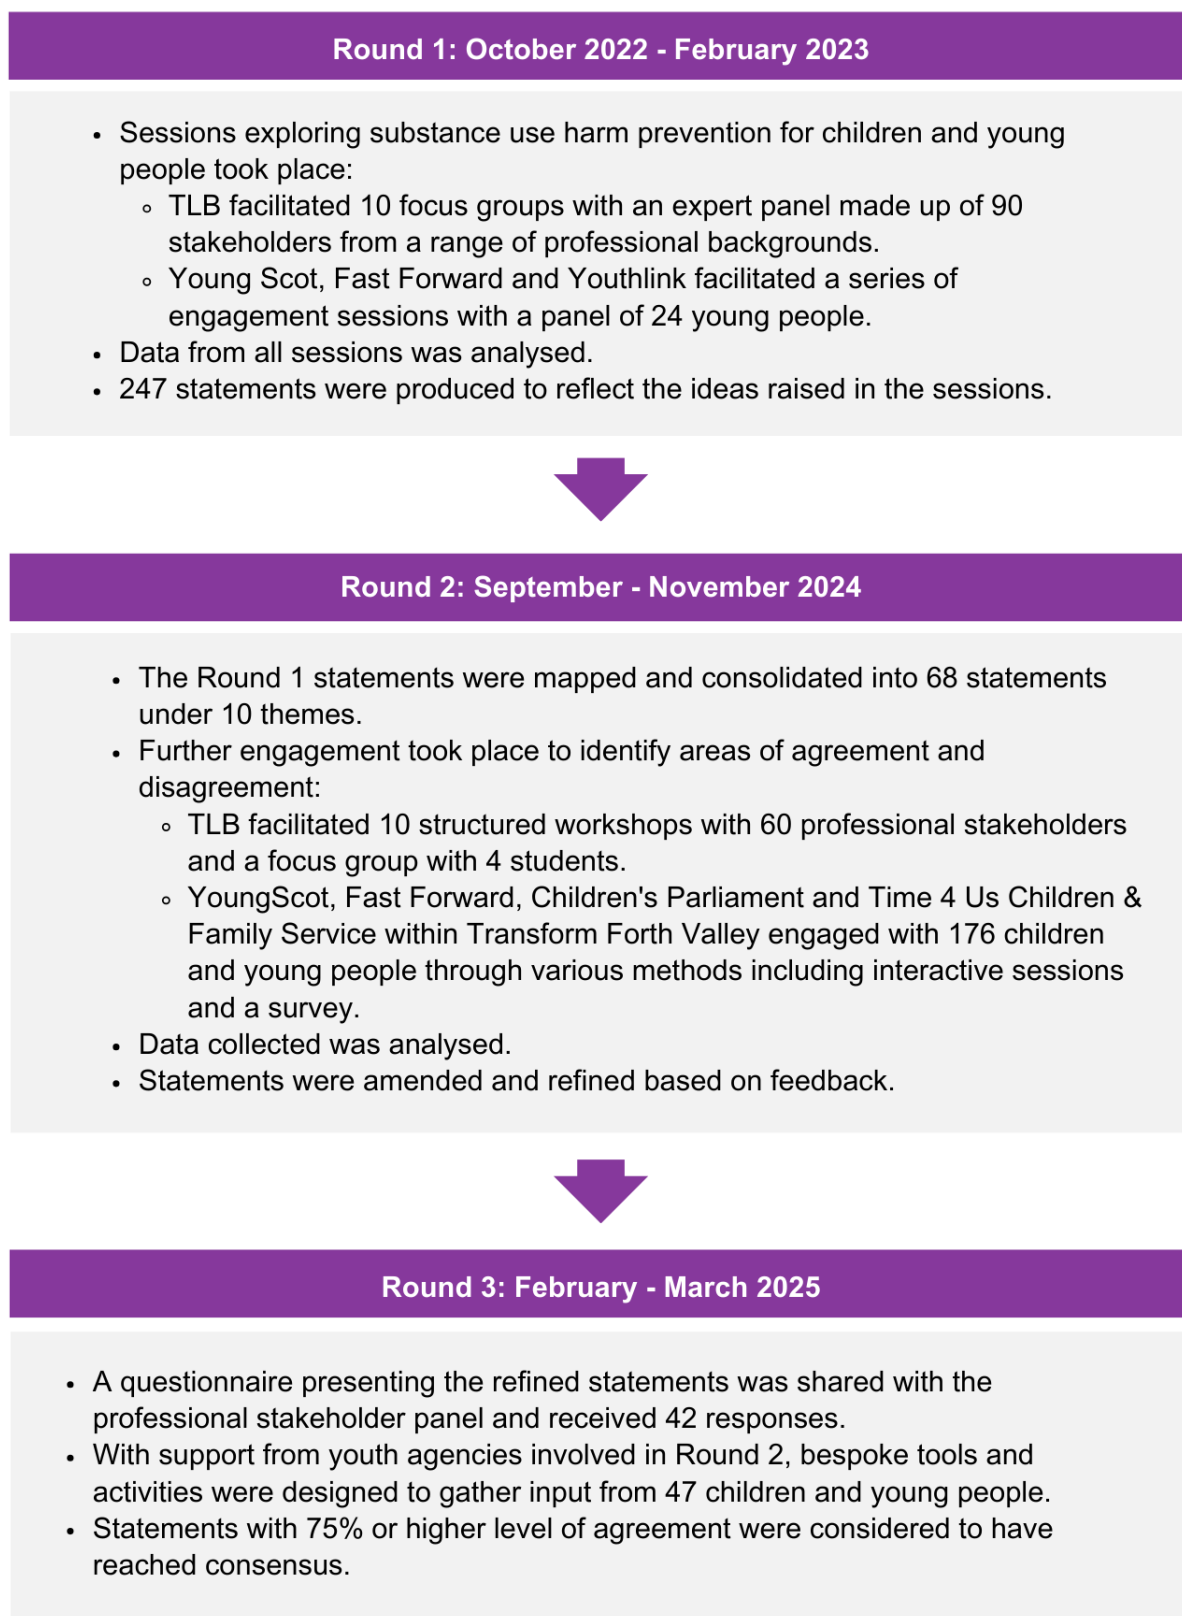 Round 1: October 2022 - February 2023
• Sessions exploring substance use harm prevention for children and young
people took place:
◦ TLB facilitated 10 focus groups with an expert panel made up of 90
stakeholders from a range of professional backgrounds.
◦ Young Scot, Fast Forward and Youthlink facilitated a series of
engagement sessions with a panel of 24 young people.
• Data from all sessions was analysed.
• 247 statements were produced to reflect the ideas raised in the sessions.
Round 2: September - November 2024
• The Round 1 statements were mapped and consolidated into 68 statements
under 10 themes.
• Further engagement took place to identify areas of agreement and
disagreement:
◦ TLB facilitated 10 structured workshops with 60 professional stakeholders
and a focus group with 4 students.
◦ YoungScot, Fast Forward, Children's Parliament and Time 4 Us Children &
Family Service within Transform Forth Valley engaged with 176 children
and young people through various methods including interactive sessions
and a survey.
• Data collected was analysed.
• Statements were amended and refined based on feedback.
Round 3: February - March 2025
• A questionnaire presenting the refined statements was shared with the
professional stakeholder panel and received 42 responses.
• With support from youth agencies involved in Round 2, bespoke tools and
activities were designed to gather input from 47 children and young people.
• Statements with 75% or higher level of agreement were considered to have
reached consensus.